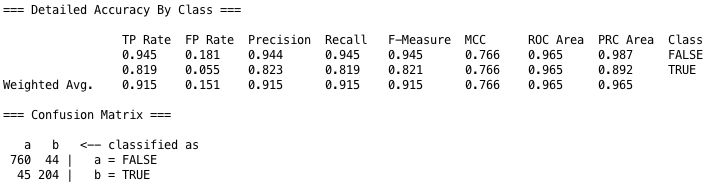 === Detailed Accuracy By Class ===
TP Rate FP Rate Precision Recall F-Measure MCC ROC Area PRC Area Class
0.945 0.181 0.944 0.945 0.945 0.766 0.965 0.987 FALSE
0.819 0.055 0.823 0.819 0.821 0.766 0.965 0.892 TRUE
Weighted Avg. 0.915 0.151 0.915 0.915 0.915 0.766 0.965 0.965
=== Confusion Matrix ===
a b <-- classified as
760 44 | a = FALSE
45 204 | b = TRUE